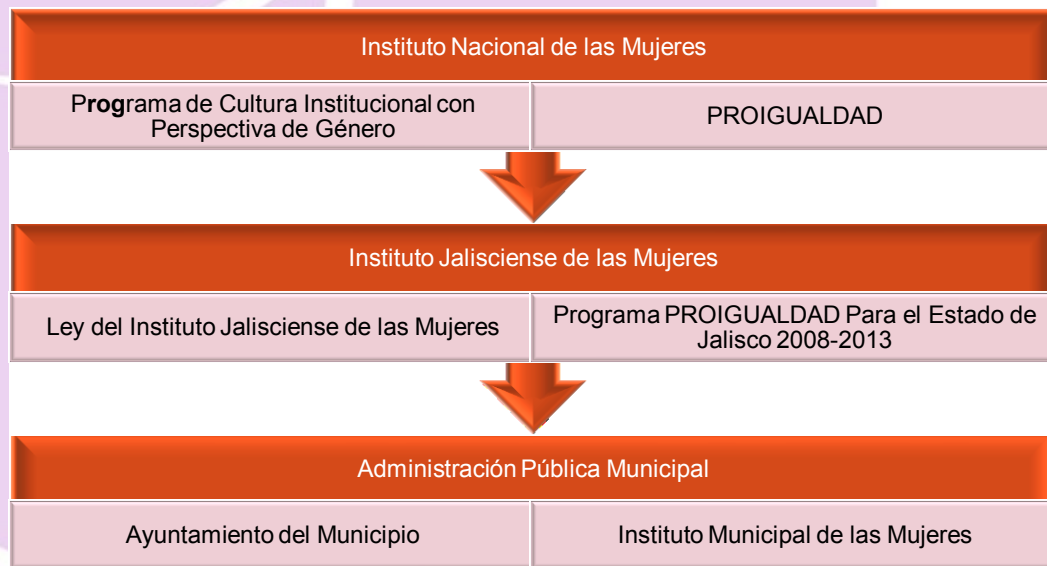 Instituto Nacional de las Mujeres
Programa de Cultura Institucional con
Perspectiva de Género
PROIGUALDAD
Instituto Jalisciense de las Mujeres
Ley del Instituto Jalisciense de las Mujeres
Programa PROIGUALDAD Para el Estado de
Jalisco 2008-2013
Administración Pública Municipal
Ayuntamiento del Municipio
Instituto Municipal de las Mujeres